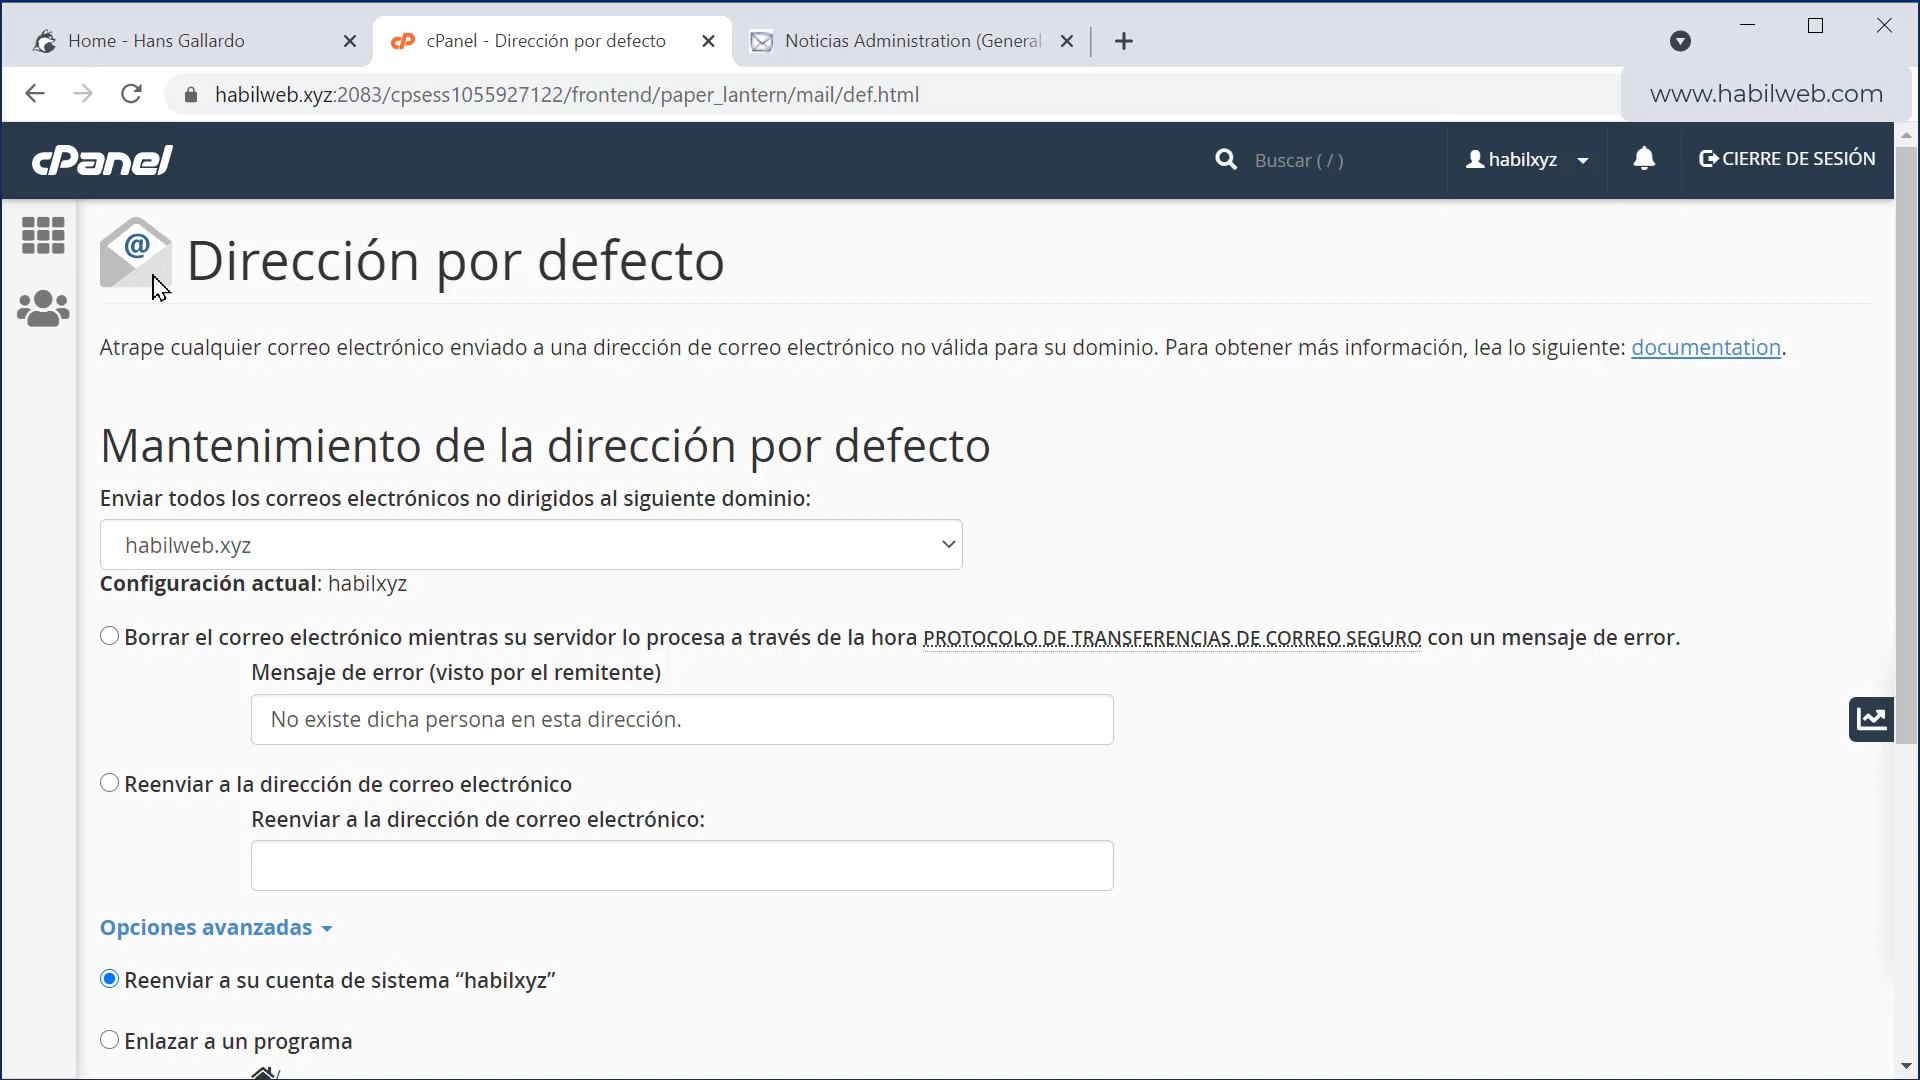 Home - Hans Gallardo
cPanel - Dirección por defecto
Noticias Administration (General
habilweb.xyz:2083/cpsess1055927122/frontend/paper_lantern/mail/def.html
www.habilweb.com
cPanel
Buscar ( / )
habilxyz
CIERRE DE SESIÓN
@
Dirección por defecto
Atrape cualquier correo electrónico enviado a una dirección de correo electrónico no válida para su dominio. Para obtener más información, lea lo siguiente: documentation.
Mantenimiento de la dirección por defecto
Enviar todos los correos electrónicos no dirigidos al siguiente dominio:
habilweb.xyz
Configuración actual: habilxyz
Borrar el correo electrónico mientras su servidor lo procesa a través de la hora PROTOCOLO DE TRANSFERENCIAS DE CORREO SEGURO con un mensaje de error.
Mensaje de error (visto por el remitente)
No existe dicha persona en esta dirección.
Reenviar a la dirección de correo electrónico
Reenviar a la dirección de correo electrónico:
Opciones avanzadas
Reenviar a su cuenta de sistema “habilxyz”
Enlazar a un programa
/